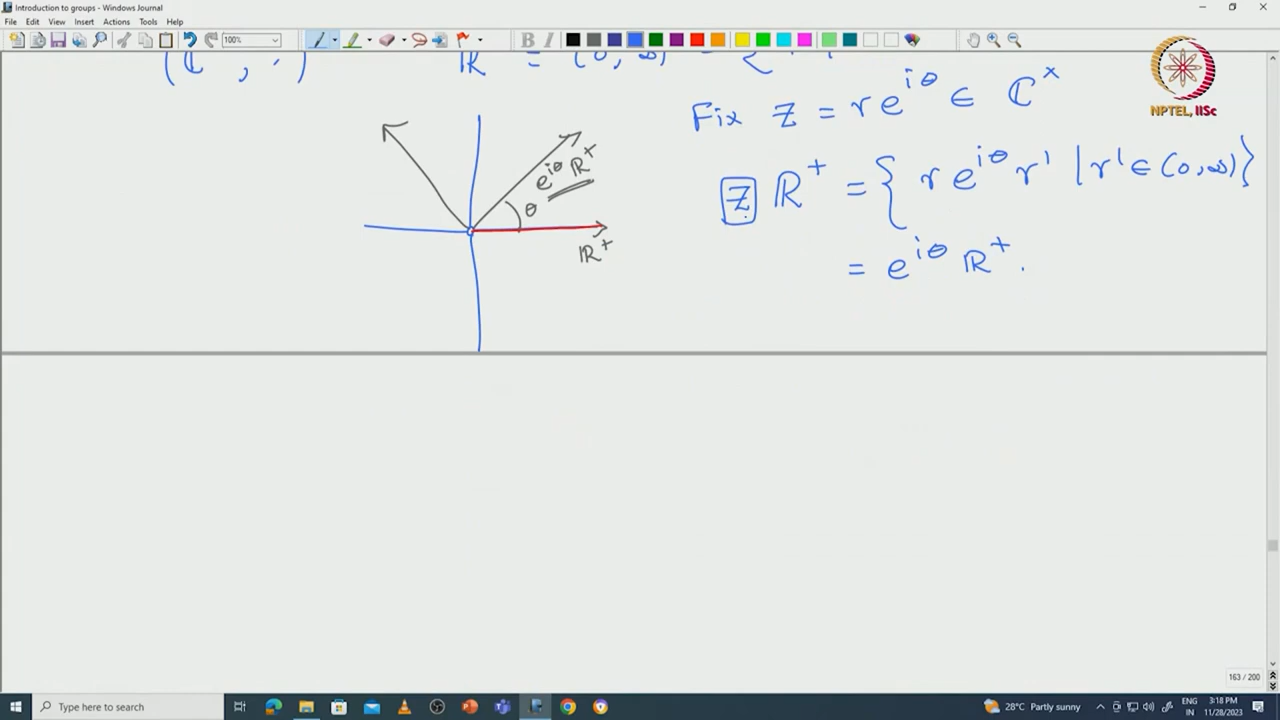 Introduction to groups - Windows Journal
File Edit View Insert Actions Tools Help
100%
B I
NPTEL, IISc
Fix z = re^{iθ} ∈ ℂ^×
z ℝ^+ = { re^{iθ} r' | r' ∈ (0, ∞) }
= e^{iθ} ℝ^+ .
e^{iθ} ℝ^+
θ
ℝ^+
163 / 200
Type here to search
28°C Partly sunny
ENG
IN
3:18 PM
11/28/2023